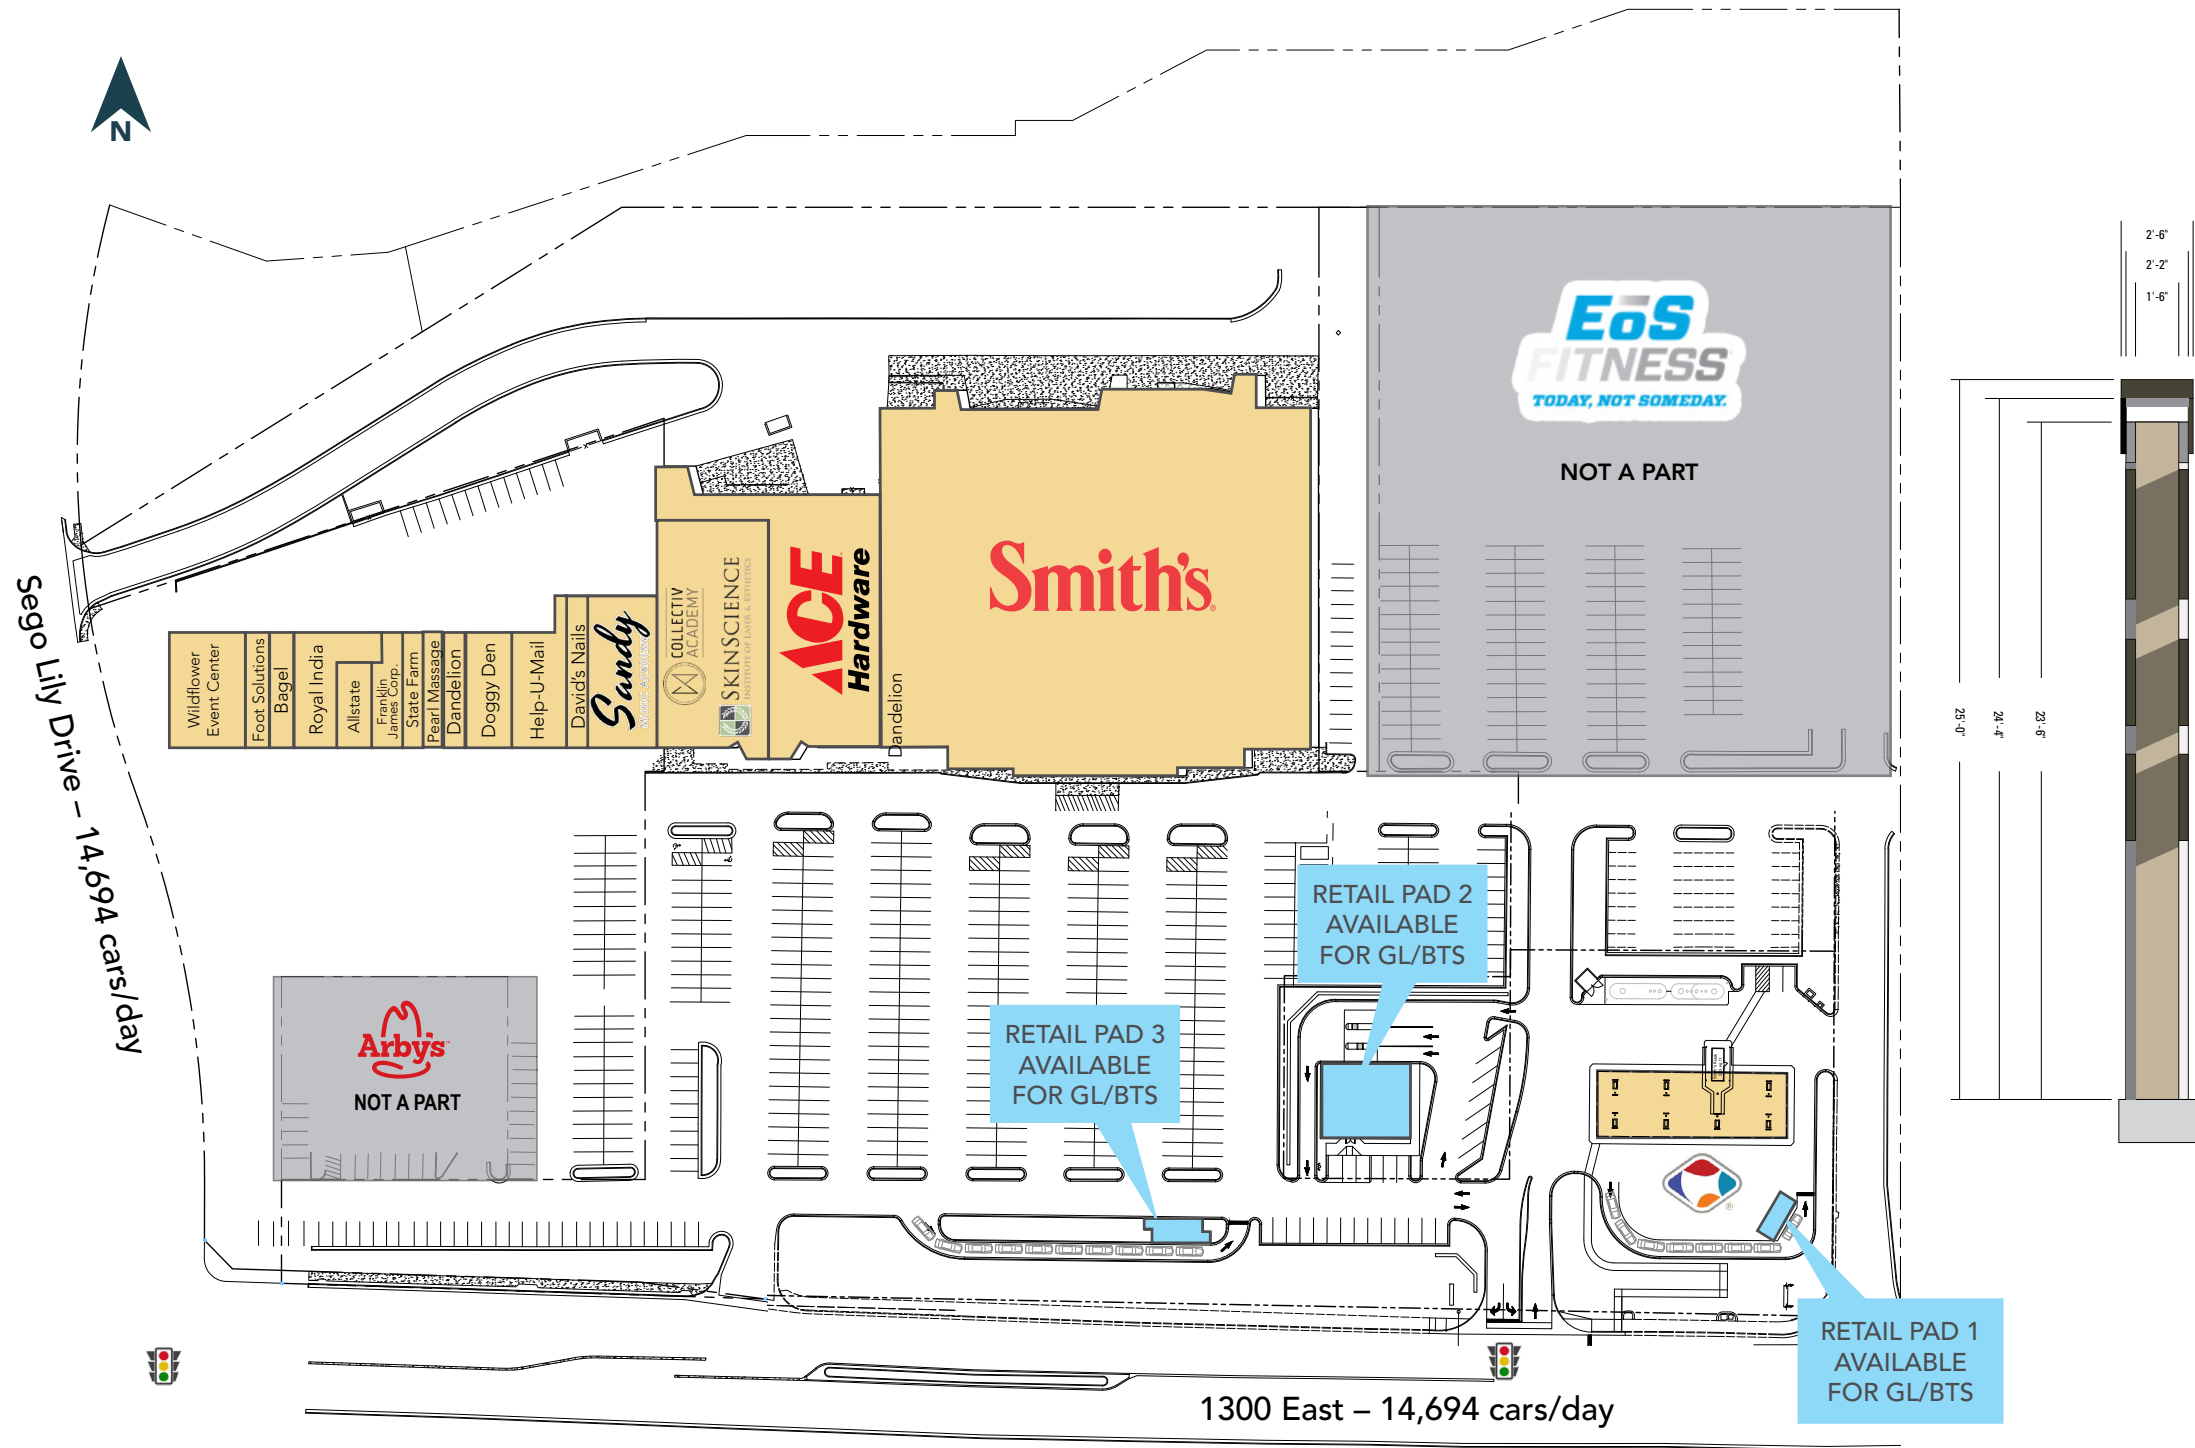 N
2'-6"
2'-2"
1'-6"
EōS
FITNESS
TODAY, NOT SOMEDAY.
NOT A PART
Smith's
ACE
Hardware
SKINSCIENCE
INSTITUTE OF LASER & ESTHETICS
COLLECTIV
ACADEMY
Sandy
David's Nails
Help-U-Mail
Doggy Den
Dandelion
Pearl Massage
State Farm
Franklin
James Corp.
Allstate
Royal India
Bagel
Foot Solutions
Wildflower
Event Center
Dandelion
Sego Lily Drive – 14,694 cars/day
25'-0"
24'-4"
23'-6"
RETAIL PAD 2
AVAILABLE
FOR GL/BTS
RETAIL PAD 3
AVAILABLE
FOR GL/BTS
Arby's
NOT A PART
RETAIL PAD 1
AVAILABLE
FOR GL/BTS
1300 East – 14,694 cars/day